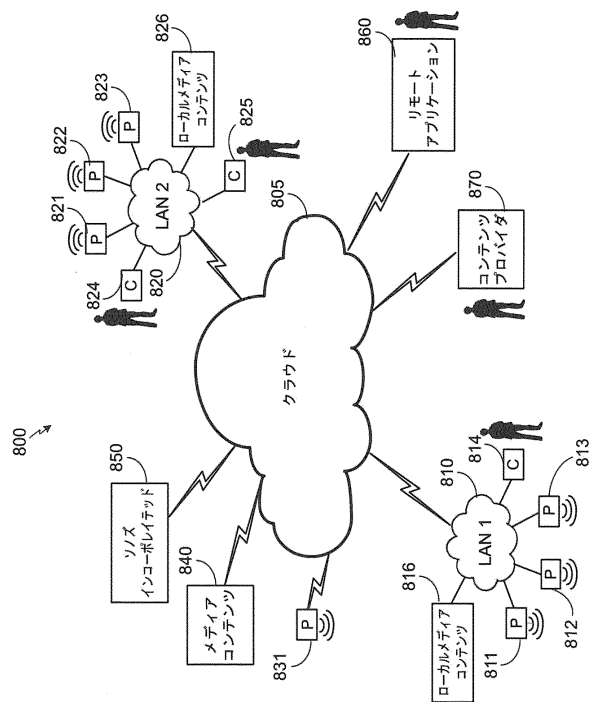 800
850
ソノズ
インコーポレイテッド
840
メディア
コンテンツ
831
P
821
P
822
P
823
P
826
ローカルメディア
コンテンツ
824
C
820
LAN 2
825
C
805
クラウド
816
ローカルメディア
コンテンツ
810
LAN 1
814
C
811
P
812
P
813
P
870
コンテンツ
プロバイダ
860
リモート
アプリケーション